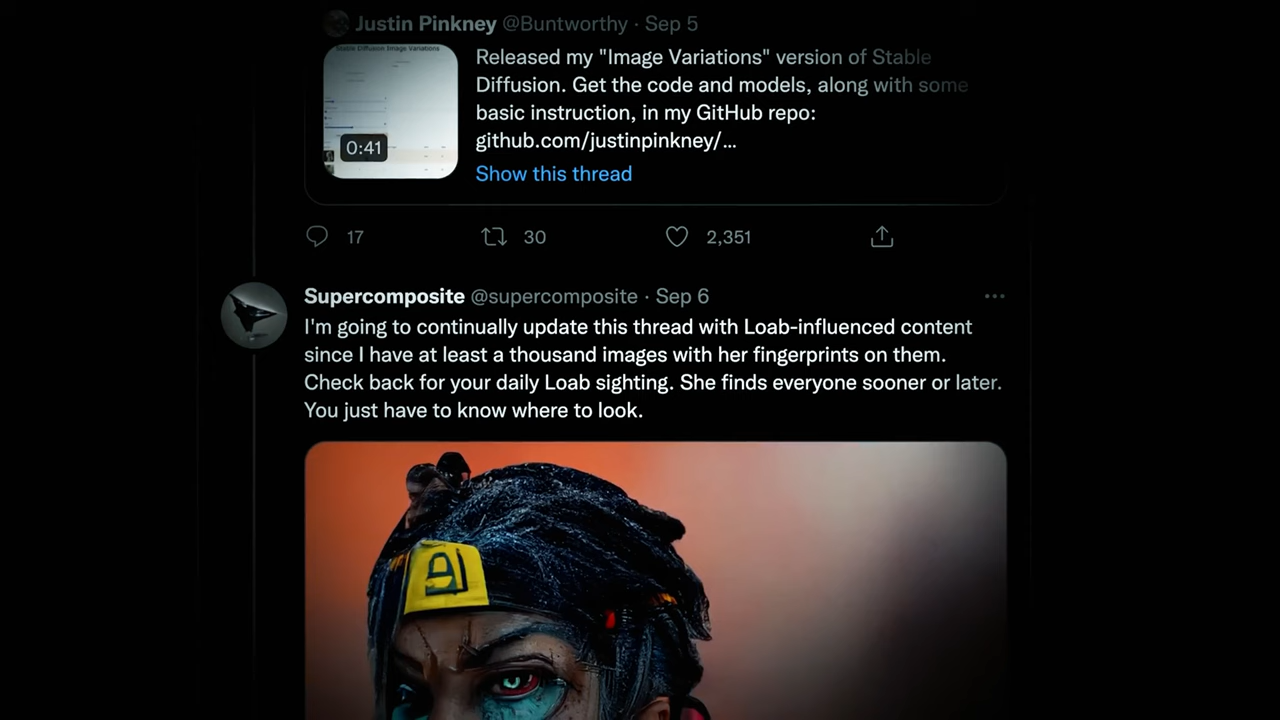 Justin Pinkney @Buntworthy · Sep 5
Stable Diffusion Image Variations
Released my "Image Variations" version of Stable
Diffusion. Get the code and models, along with some
basic instruction, in my GitHub repo:
github.com/justinpinkney/...
0:41
Show this thread
17 30 2,351
Supercomposite @supercomposite · Sep 6
I'm going to continually update this thread with Loab-influenced content
since I have at least a thousand images with her fingerprints on them.
Check back for your daily Loab sighting. She finds everyone sooner or later.
You just have to know where to look.